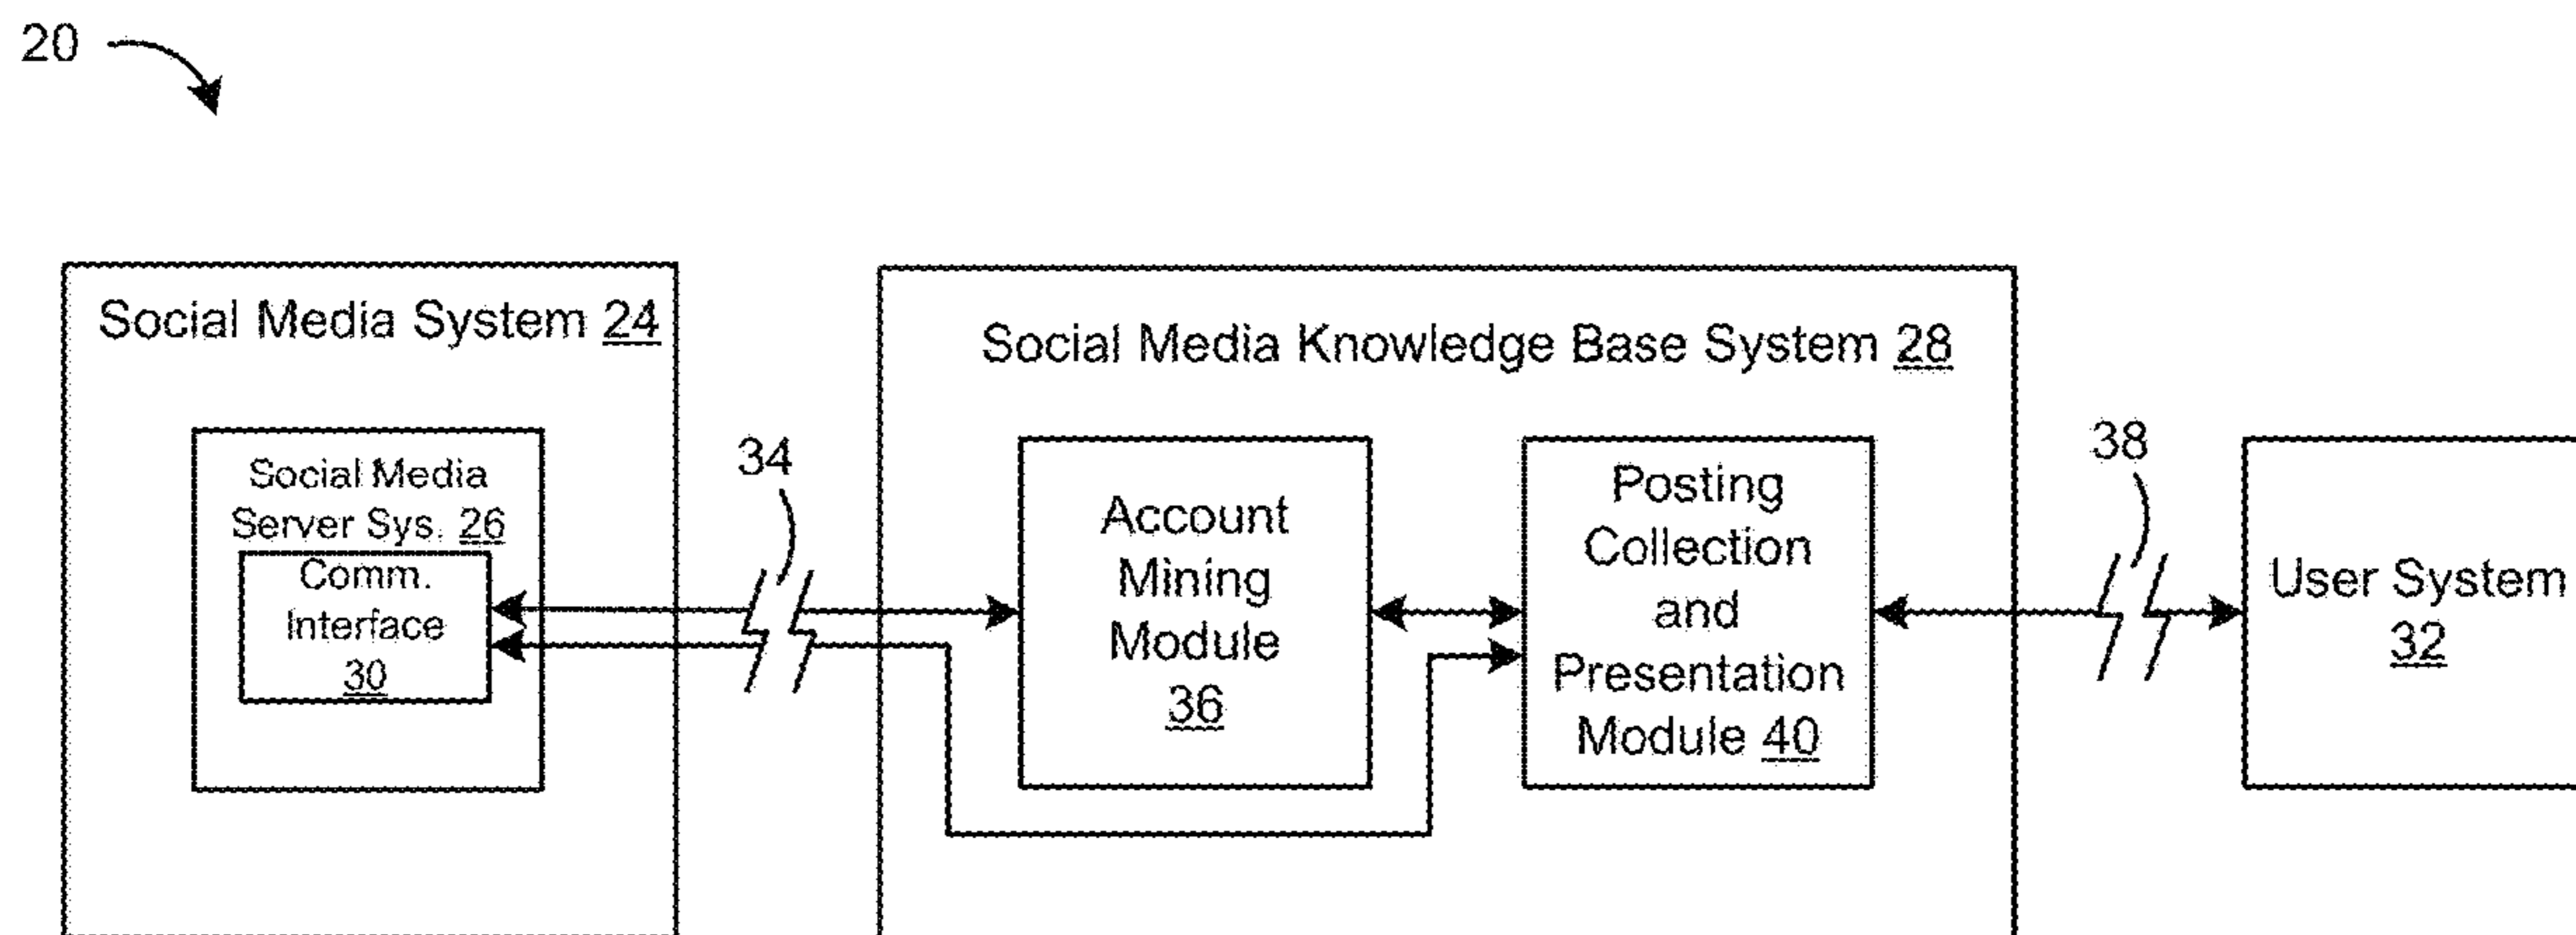 20
Social Media System 24
Social Media Knowledge Base System 28
Social Media
Server Sys. 26
Comm.
Interface
30
34
Account
Mining
Module
36
Posting
Collection
and
Presentation
Module 40
38
User System
32